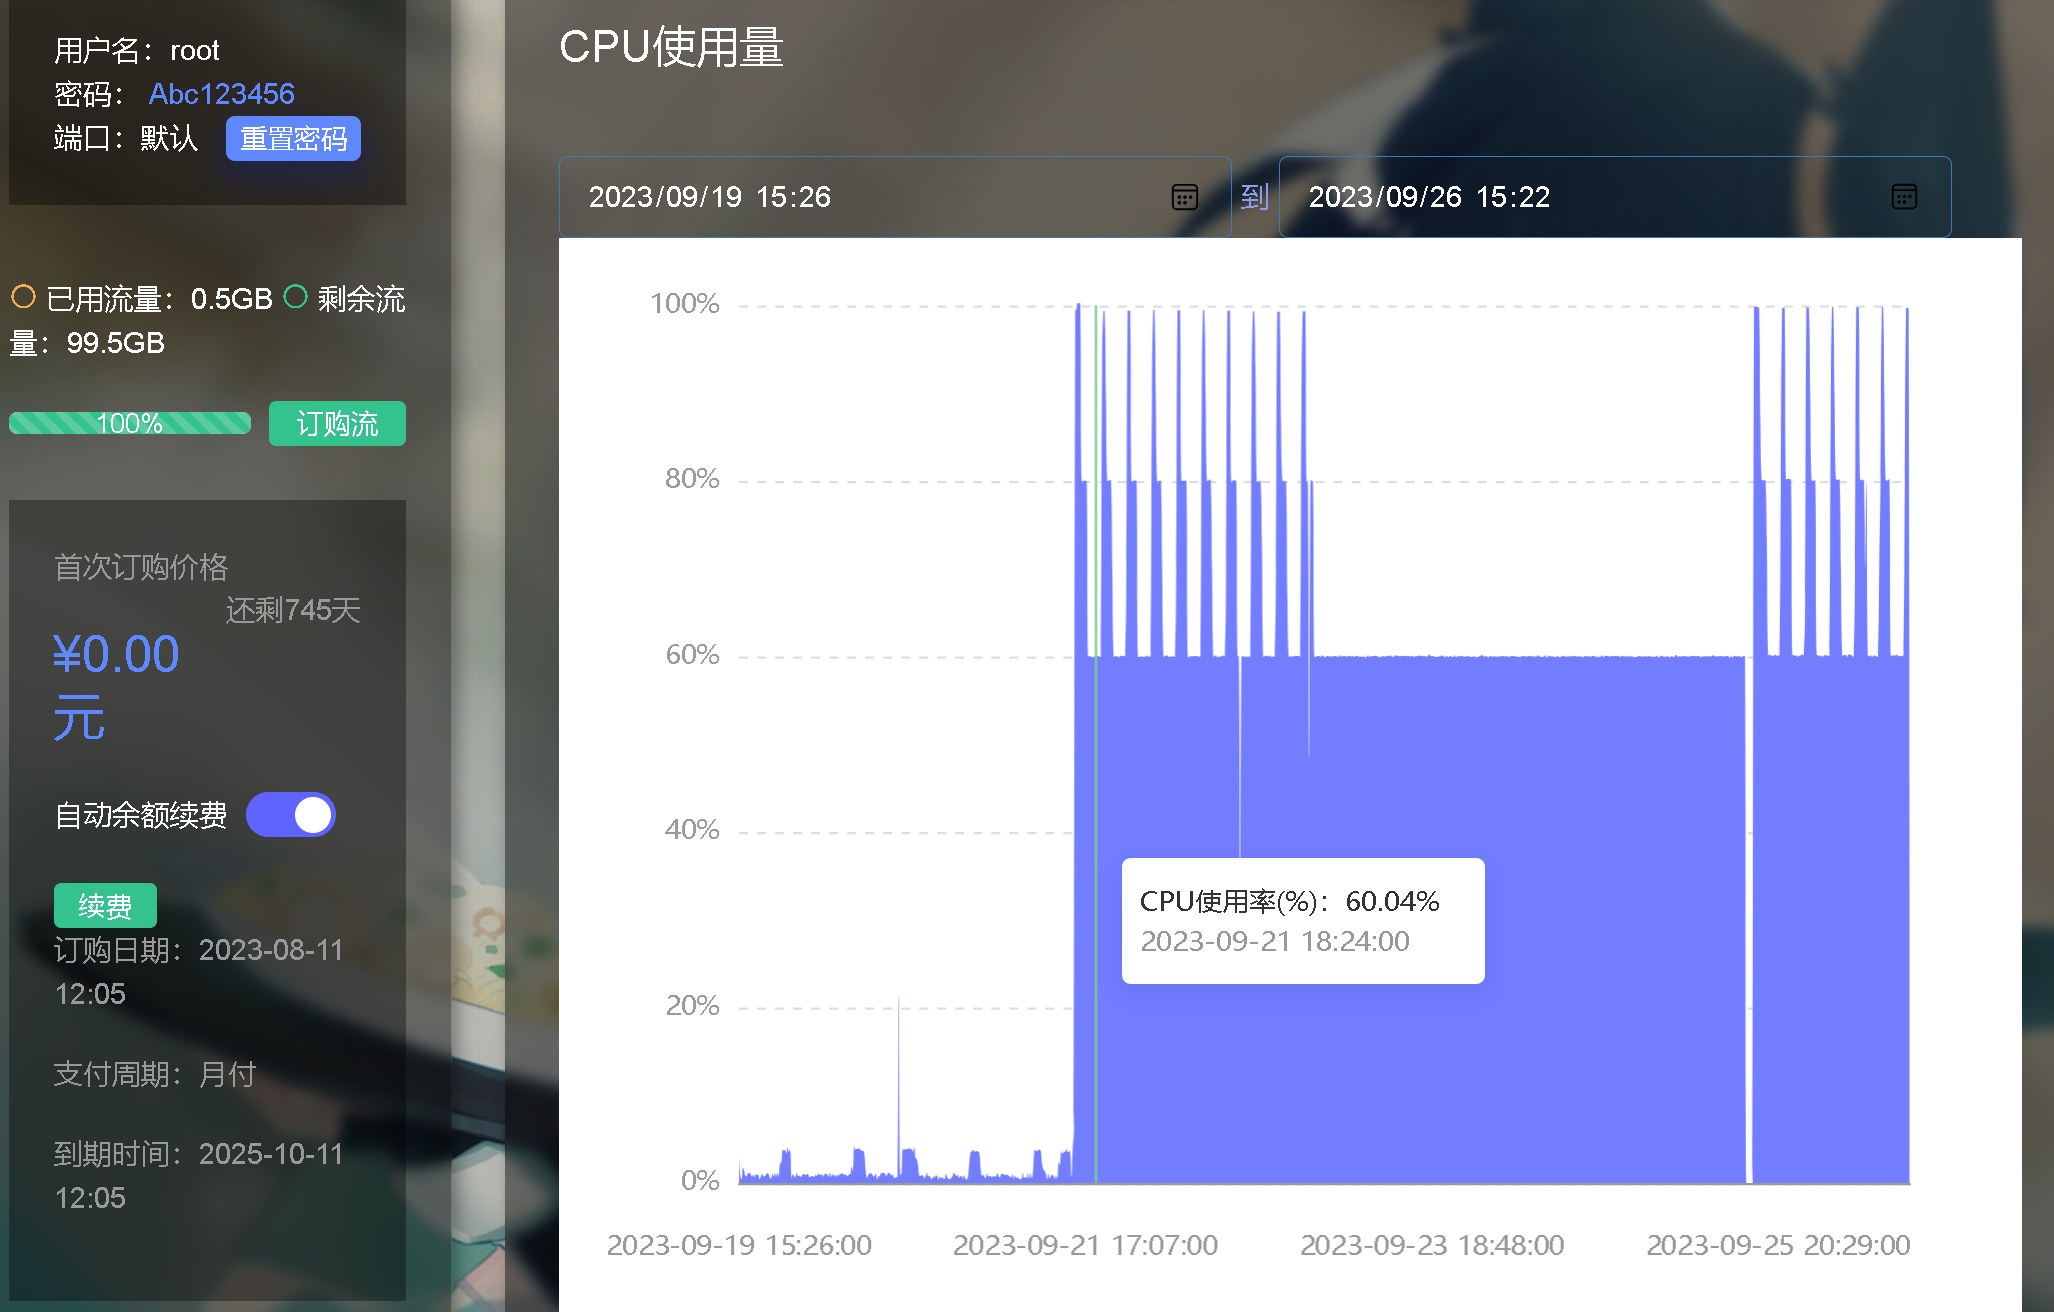 用户名：root
密码： Abc123456
端口：默认 重置密码
已用流量：0.5GB 剩余流
量：99.5GB
100% 订购流
首次订购价格
还剩745天
¥0.00
元
自动余额续费
续费
订购日期：2023-08-11
12:05
支付周期：月付
到期时间：2025-10-11
12:05
CPU使用量
2023/09/19 15:26 到 2023/09/26 15:22
100%
80%
60%
40%
20%
0%
CPU使用率(%)：60.04%
2023-09-21 18:24:00
2023-09-19 15:26:00 2023-09-21 17:07:00 2023-09-23 18:48:00 2023-09-25 20:29:00